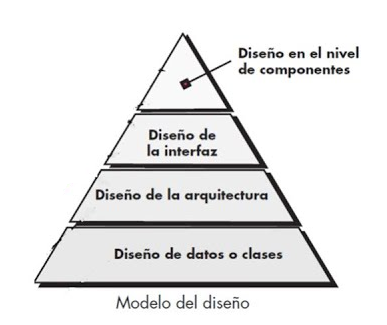 Diseño en el nivel
de componentes
Diseño de
la interfaz
Diseño de la arquitectura
Diseño de datos o clases
Modelo del diseño